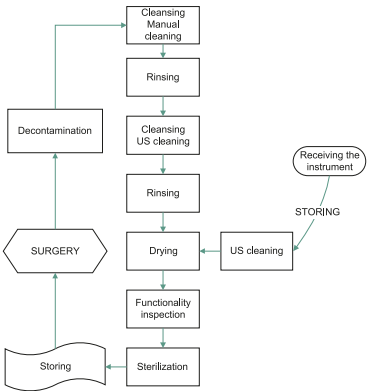 Cleansing
Manual
cleaning
Rinsing
Decontamination
Cleansing
US cleaning
Receiving the
instrument
Rinsing
STORING
SURGERY
Drying
US cleaning
Functionality
inspection
Storing
Sterilization